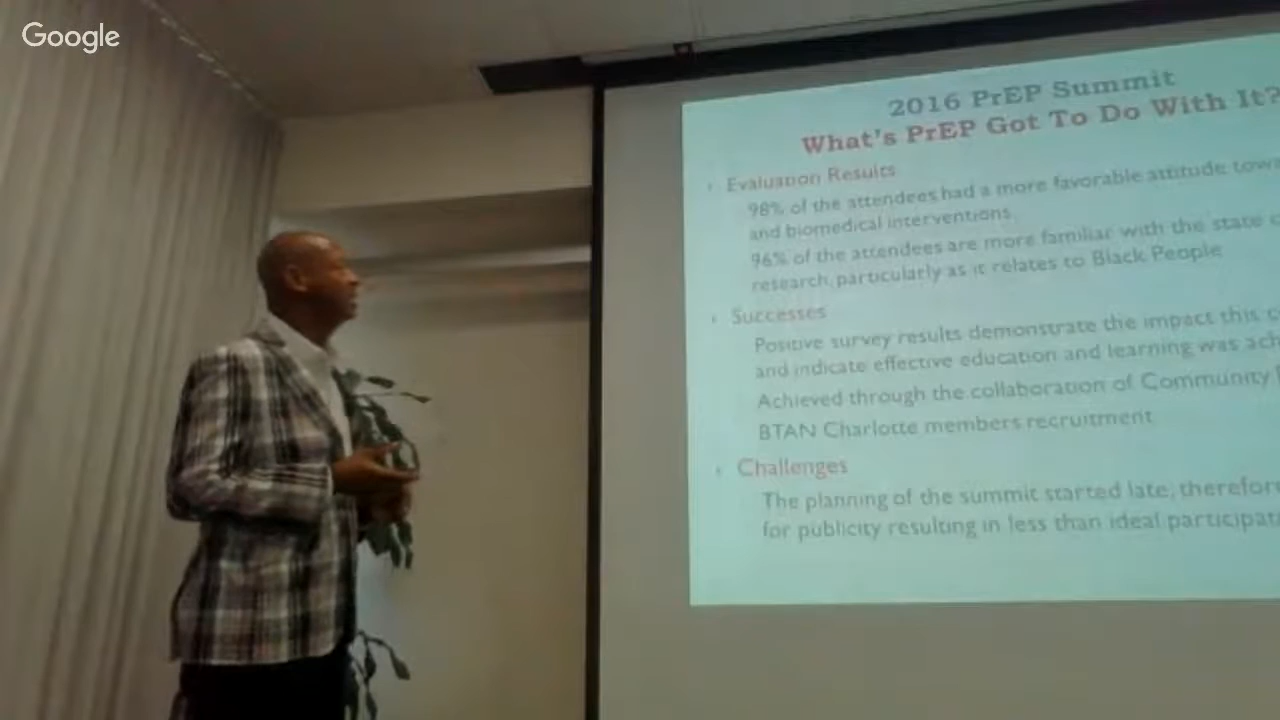 Google
2016 PrEP Summit
What's PrEP Got To Do With It?
Evaluation Results
98% of the attendees had a more favorable attitude
and biomedical interventions.
96% of the attendees are more familiar with the state
research, particularly as it relates to Black People
Successes
Positive survey results demonstrate the impact this
and indicate effective education and learning was
Achieved through the collaboration of Community
BTAN Charlotte members recruitment
Challenges
The planning of the summit started late, therefore
for publicity resulting in less than ideal